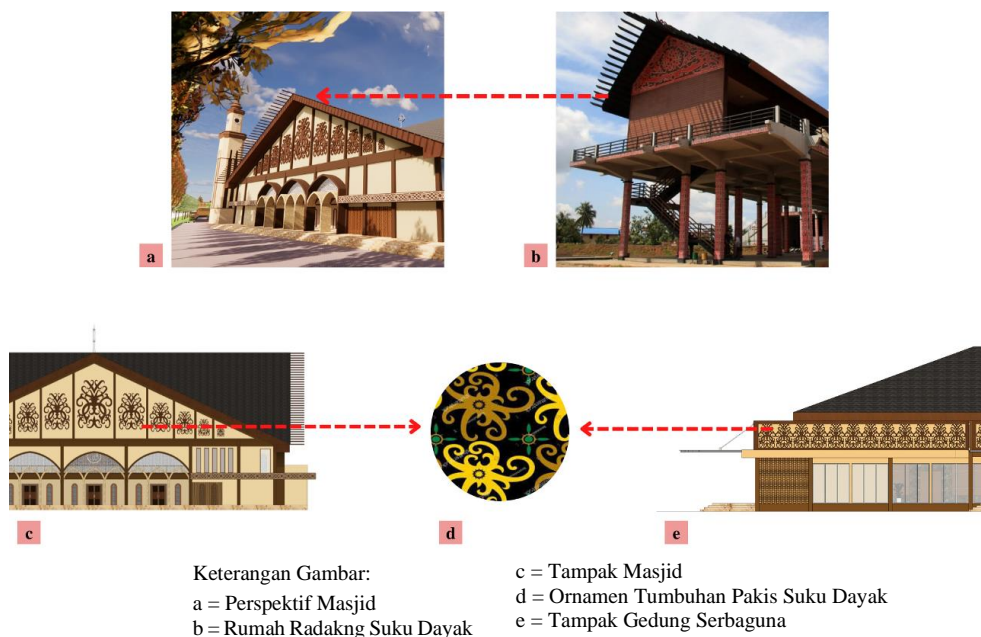 a
b
c
d
e
Keterangan Gambar:
a = Perspektif Masjid
b = Rumah Radakng Suku Dayak
c = Tampak Masjid
d = Ornamen Tumbuhan Pakis Suku Dayak
e = Tampak Gedung Serbaguna